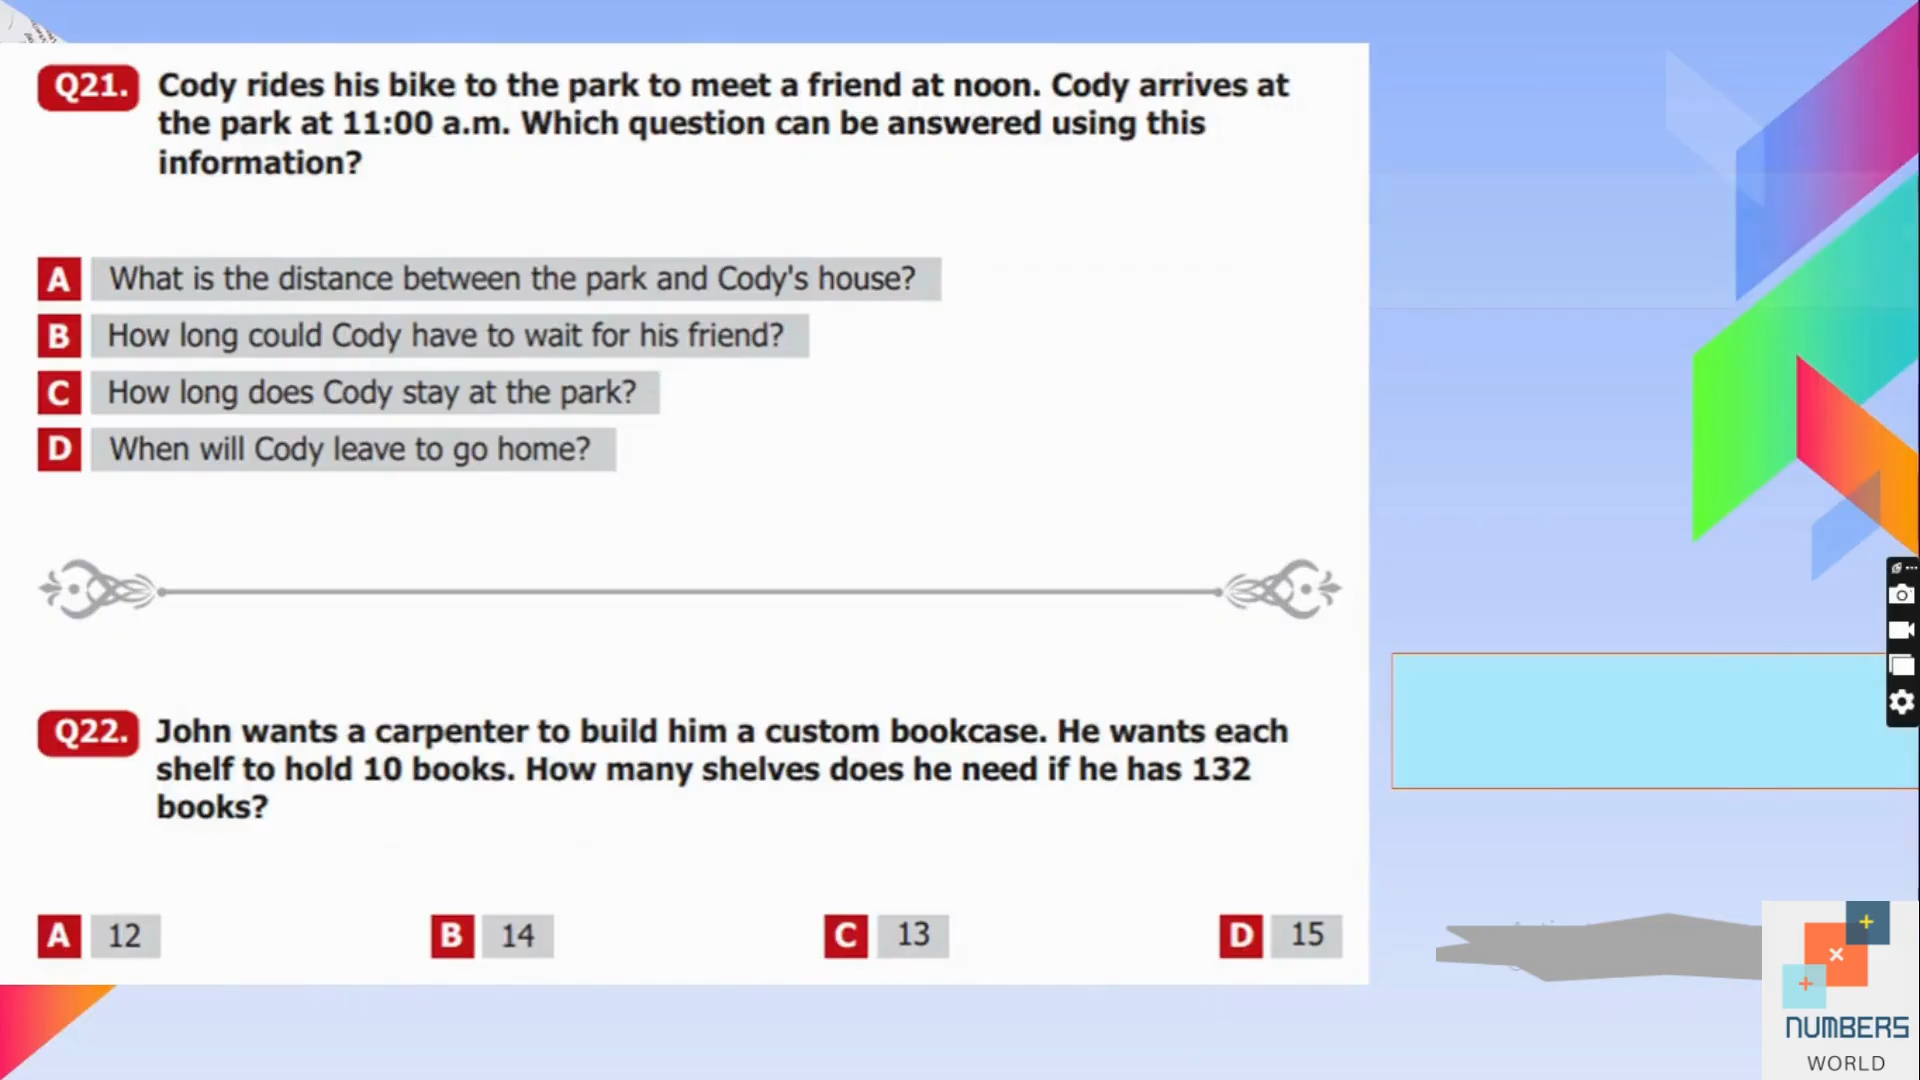 Q21. Cody rides his bike to the park to meet a friend at noon. Cody arrives at
the park at 11:00 a.m. Which question can be answered using this
information?
A What is the distance between the park and Cody's house?
B How long could Cody have to wait for his friend?
C How long does Cody stay at the park?
D When will Cody leave to go home?
Q22. John wants a carpenter to build him a custom bookcase. He wants each
shelf to hold 10 books. How many shelves does he need if he has 132
books?
A 12 B 14 C 13 D 15
+
×
+
NUMBERS
WORLD